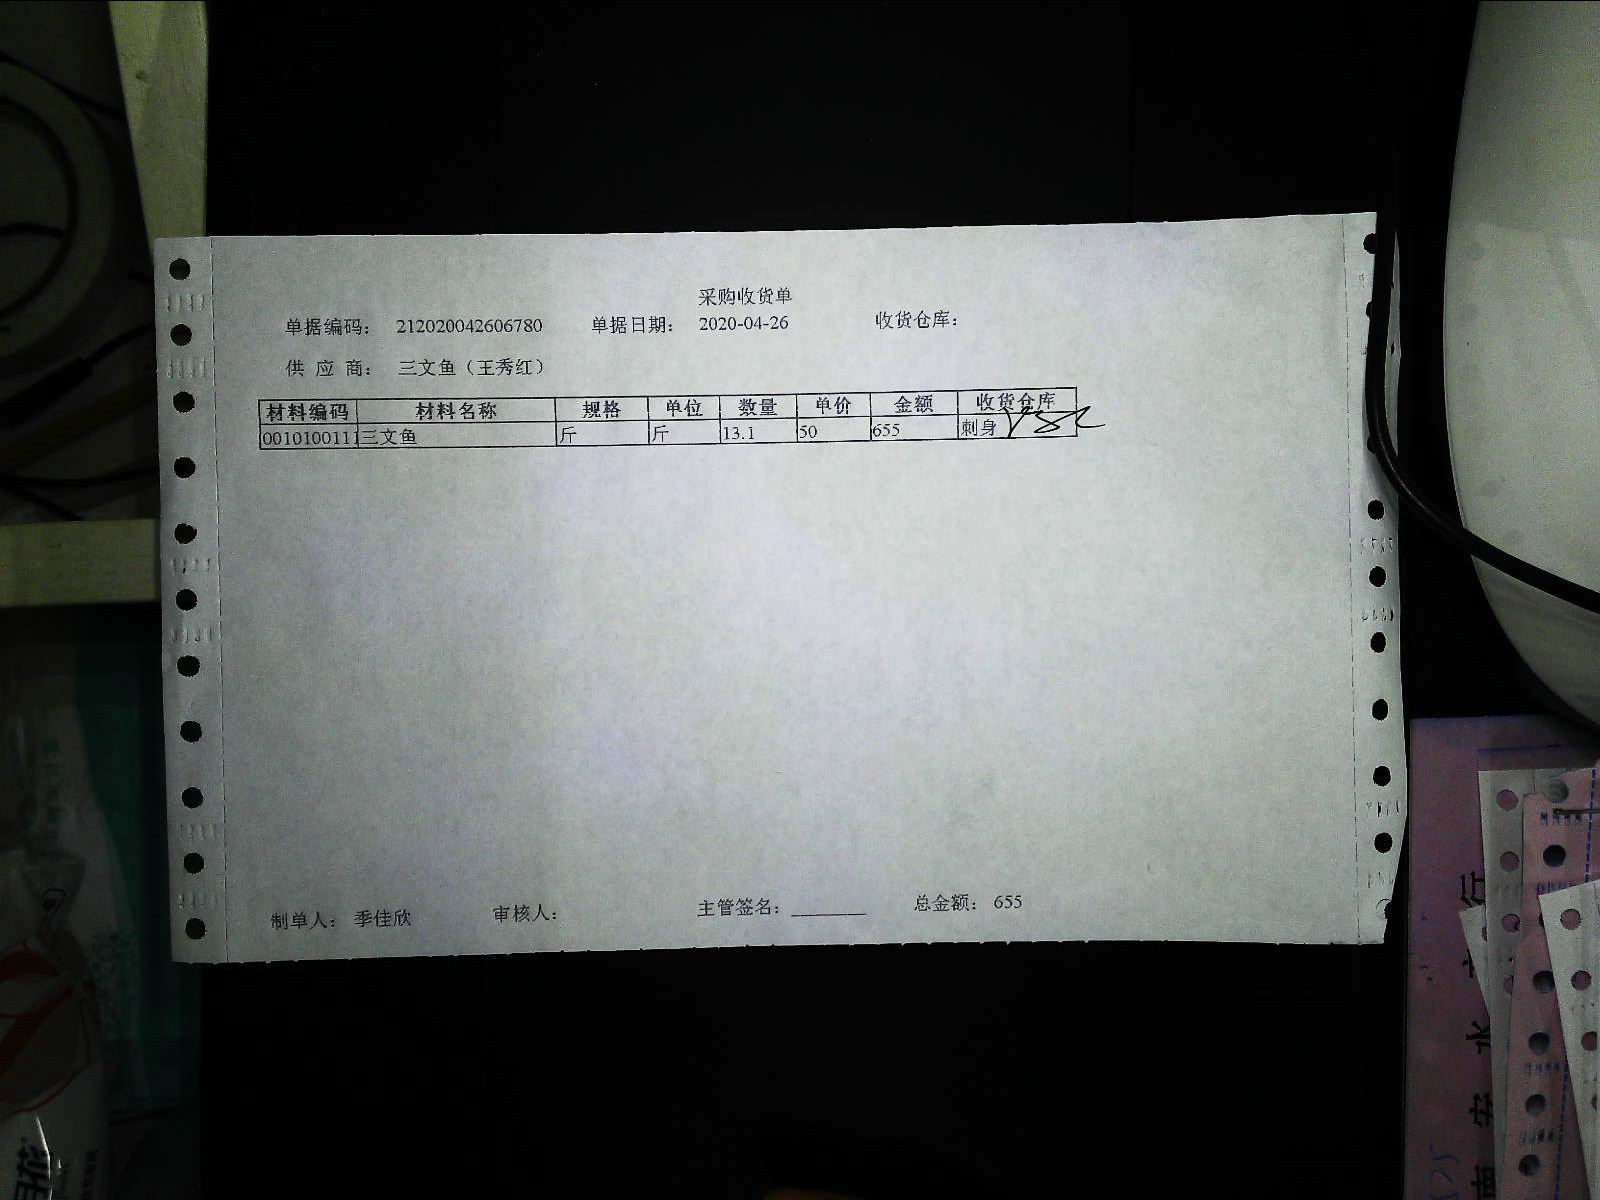 采购收货单
单据编码： 212020042606780 单据日期： 2020-04-26 收货仓库：
供 应 商： 三文鱼（王秀红）
材料编码 材料名称 规格 单位 数量 单价 金额 收货仓库
0010100111 三文鱼 斤 斤 13.1 50 655 刺身
制单人： 季佳欣 审核人： 主管签名：________ 总金额： 655